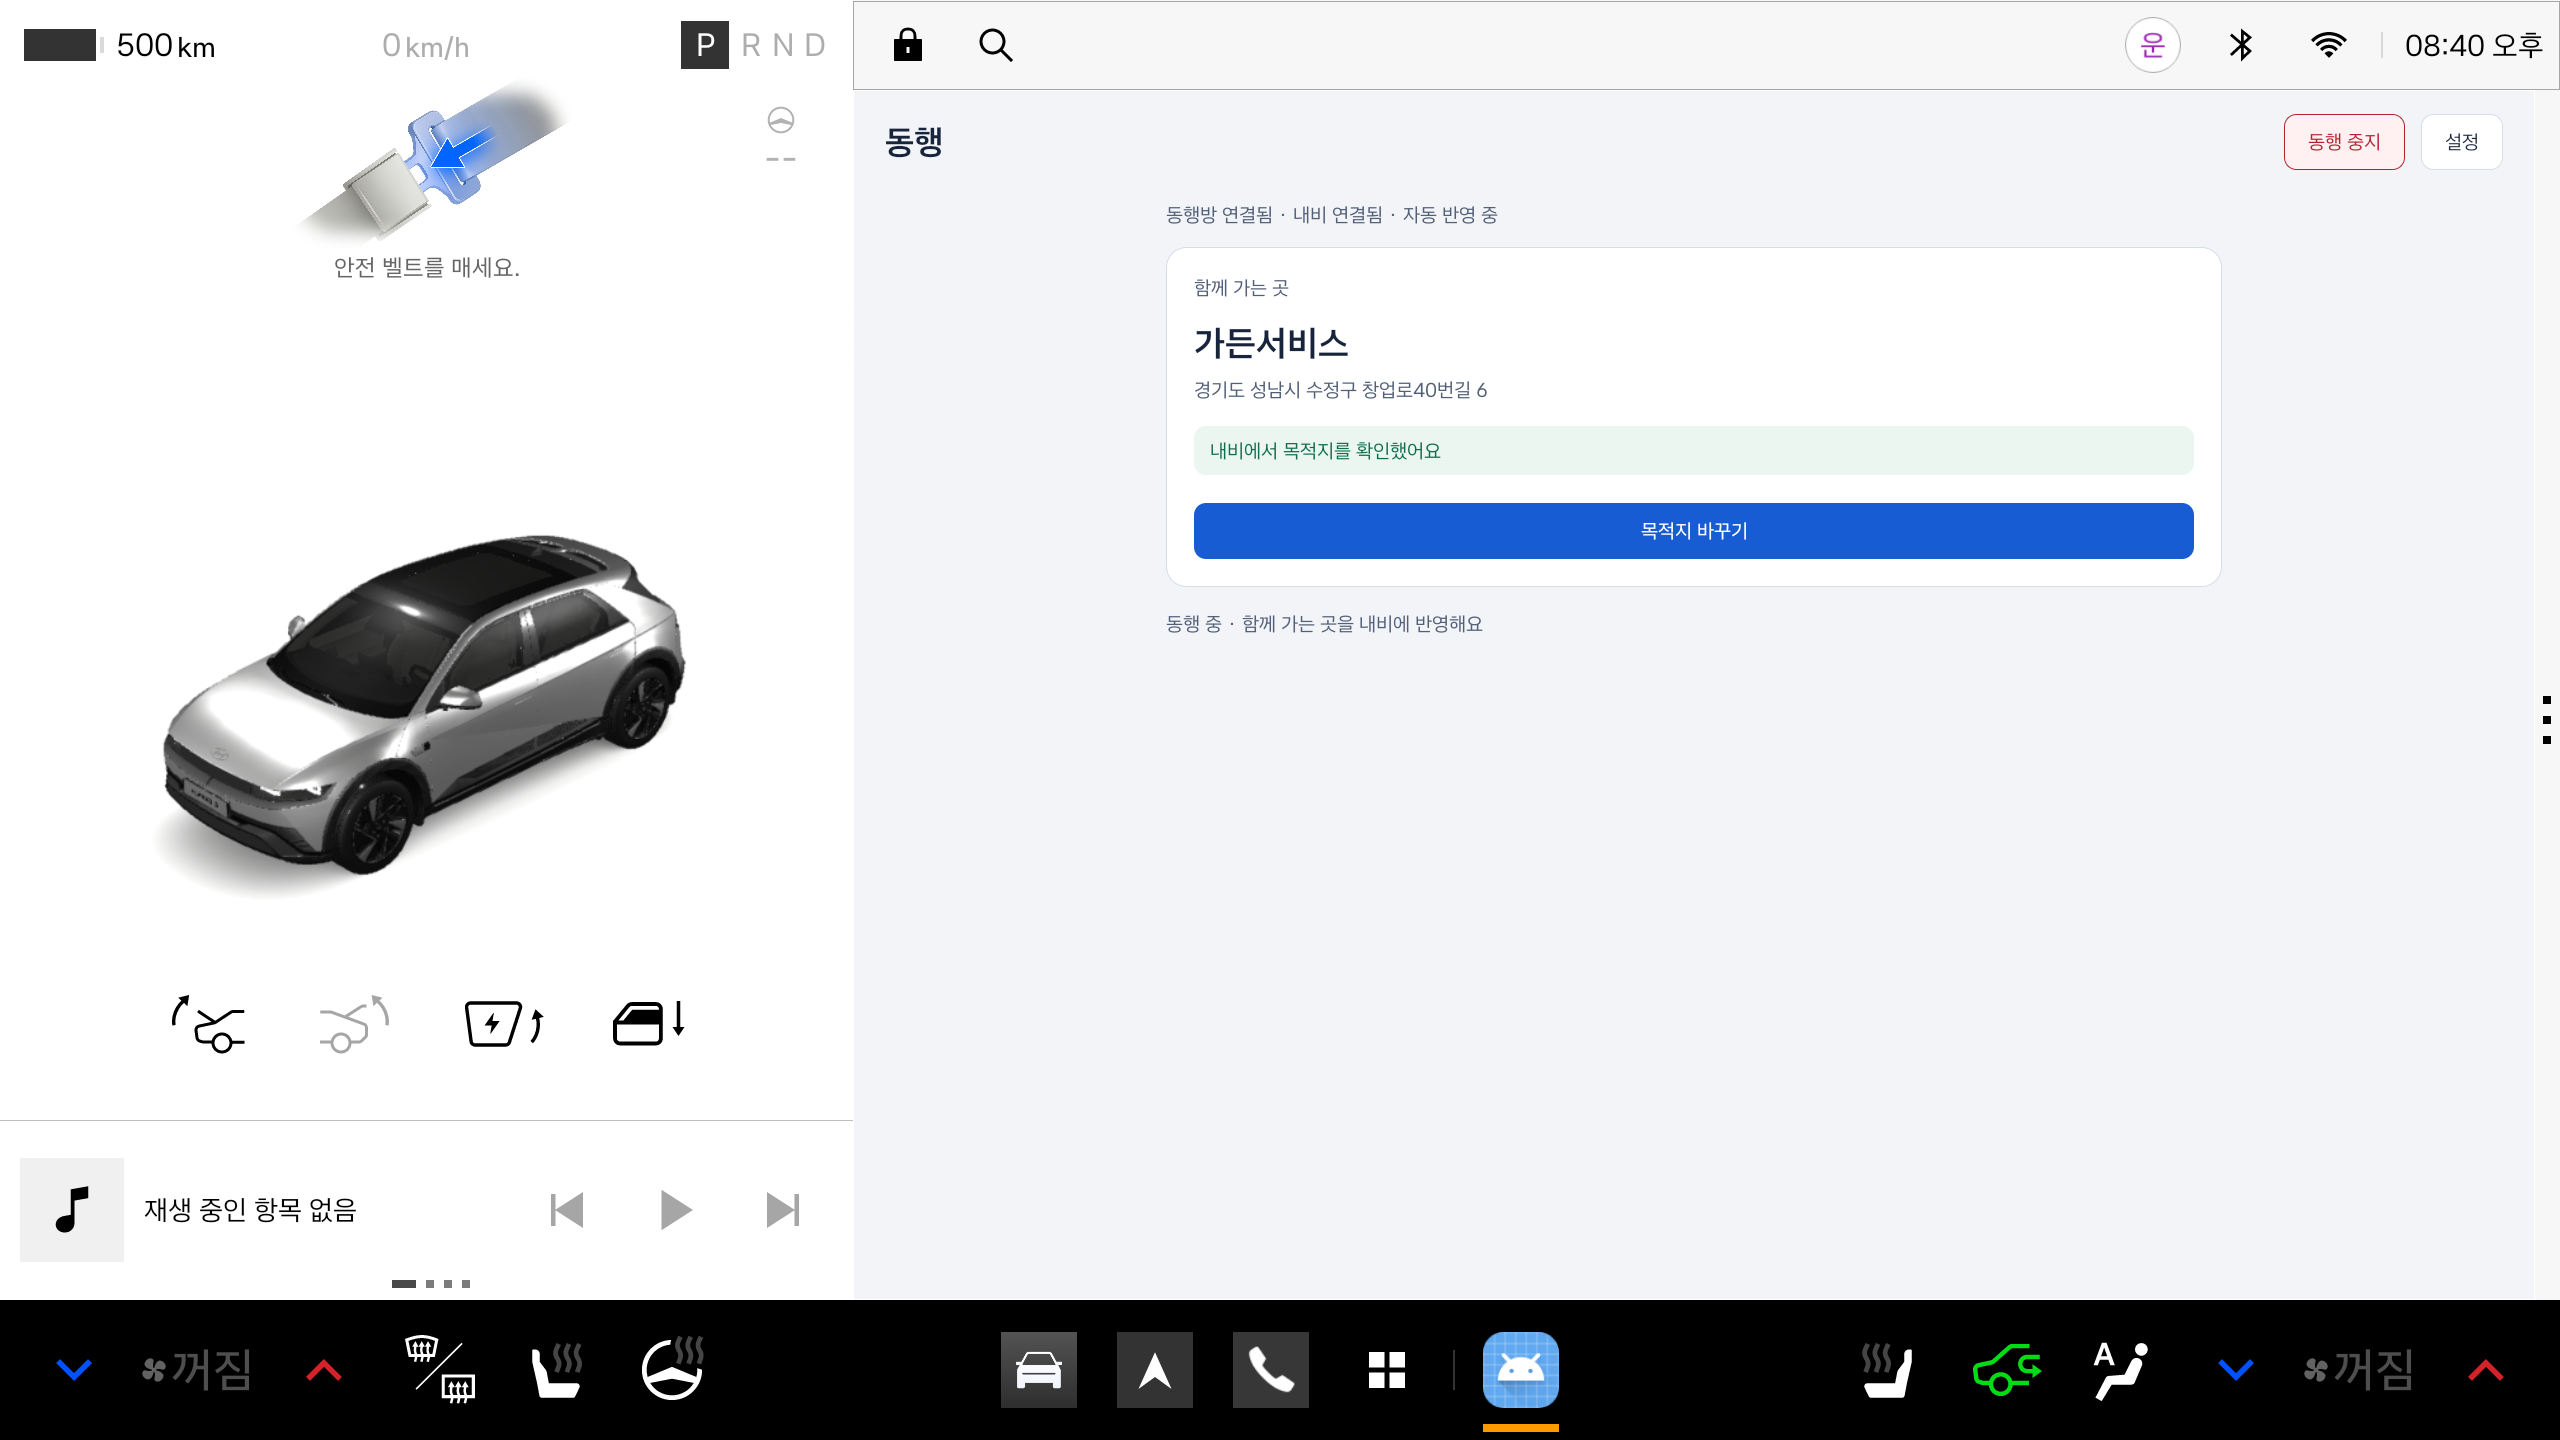 500 km
0 km/h
P R N D
운
08:40 오후
안전 벨트를 매세요.
동행
동행 중지
설정
동행방 연결됨 · 내비 연결됨 · 자동 반영 중
함께 가는 곳
가든서비스
경기도 성남시 수정구 창업로40번길 6
내비에서 목적지를 확인했어요
목적지 바꾸기
동행 중 · 함께 가는 곳을 내비에 반영해요
재생 중인 항목 없음
꺼짐
A
꺼짐